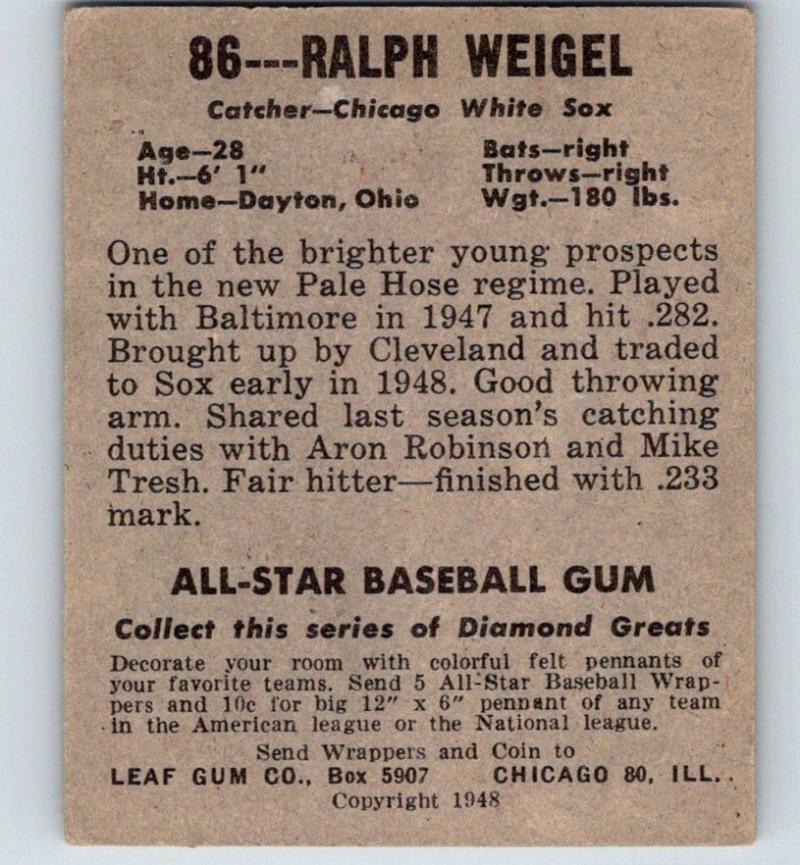 86---RALPH WEIGEL
Catcher—Chicago White Sox
Age—28 Bats—right
Ht.—6' 1" Throws—right
Home—Dayton, Ohio Wgt.—180 lbs.
One of the brighter young prospects
in the new Pale Hose regime. Played
with Baltimore in 1947 and hit .282.
Brought up by Cleveland and traded
to Sox early in 1948. Good throwing
arm. Shared last season's catching
duties with Aron Robinson and Mike
Tresh. Fair hitter—finished with .233
mark.
ALL-STAR BASEBALL GUM
Collect this series of Diamond Greats
Decorate your room with colorful felt pennants of
your favorite teams. Send 5 All-Star Baseball Wrap-
pers and 10c for big 12" x 6" pennant of any team
in the American league or the National league.
Send Wrappers and Coin to
LEAF GUM CO., Box 5907 CHICAGO 80, ILL..
Copyright 1948